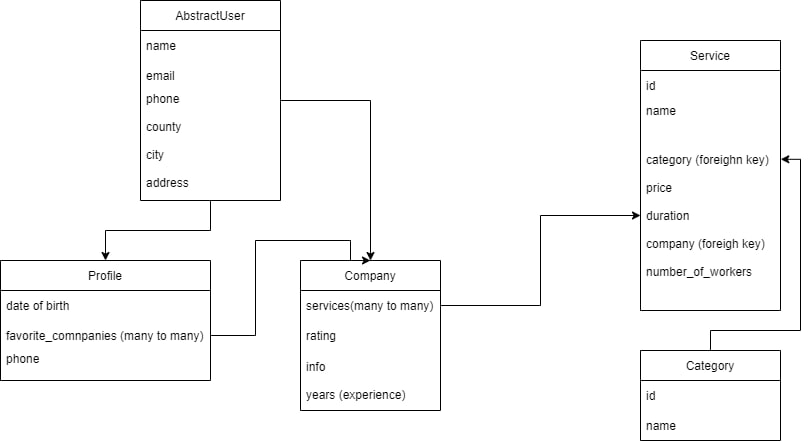 AbstractUser
name
email
phone
county
city
address
Profile
date of birth
favorite_comnpanies (many to many)
phone
Company
services(many to many)
rating
info
years (experience)
Service
id
name
category (foreighn key)
price
duration
company (foreigh key)
number_of_workers
Category
id
name